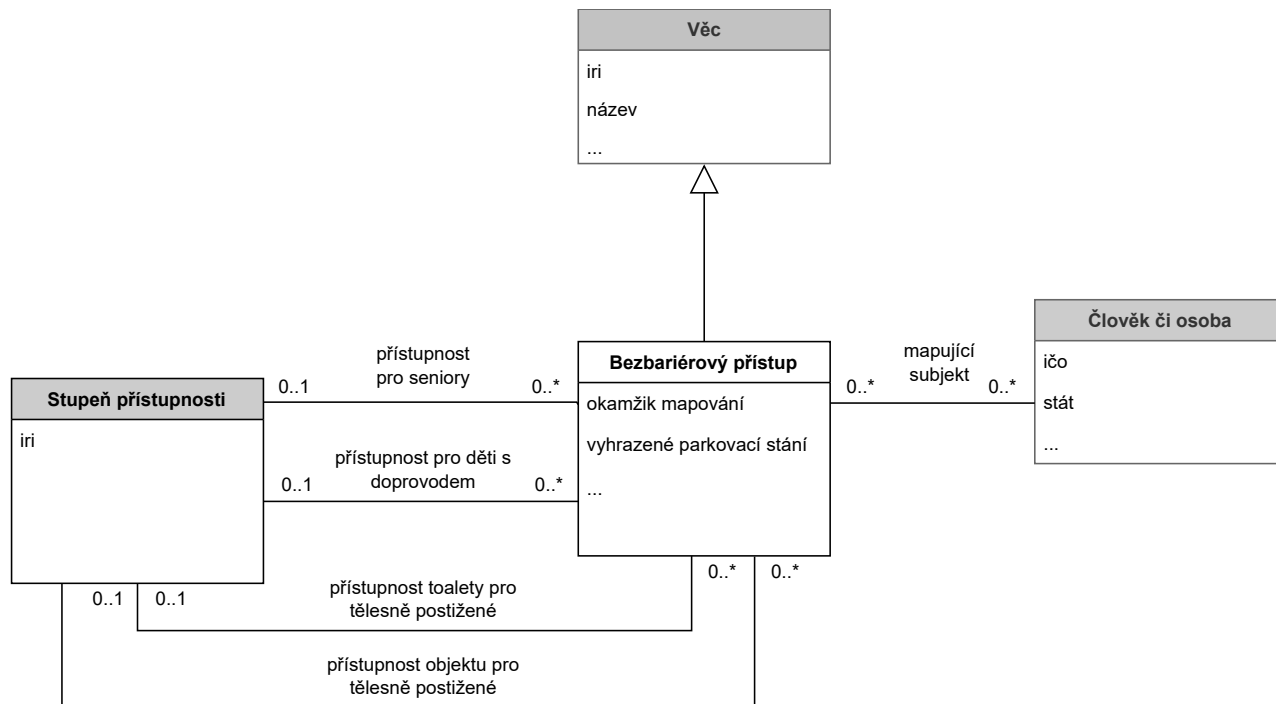 Věc
iri
název
...
Člověk či osoba
ičo
stát
...
mapující
subjekt
0..*
0..*
Bezbariérový přístup
okamžik mapování
vyhrazené parkovací stání
...
přístupnost
pro seniory
0..1
0..*
Stupeň přístupnosti
iri
přístupnost pro děti s
doprovodem
0..1
0..*
0..*
0..*
0..1
0..1
přístupnost toalety pro
tělesně postižené
přístupnost objektu pro
tělesně postižené